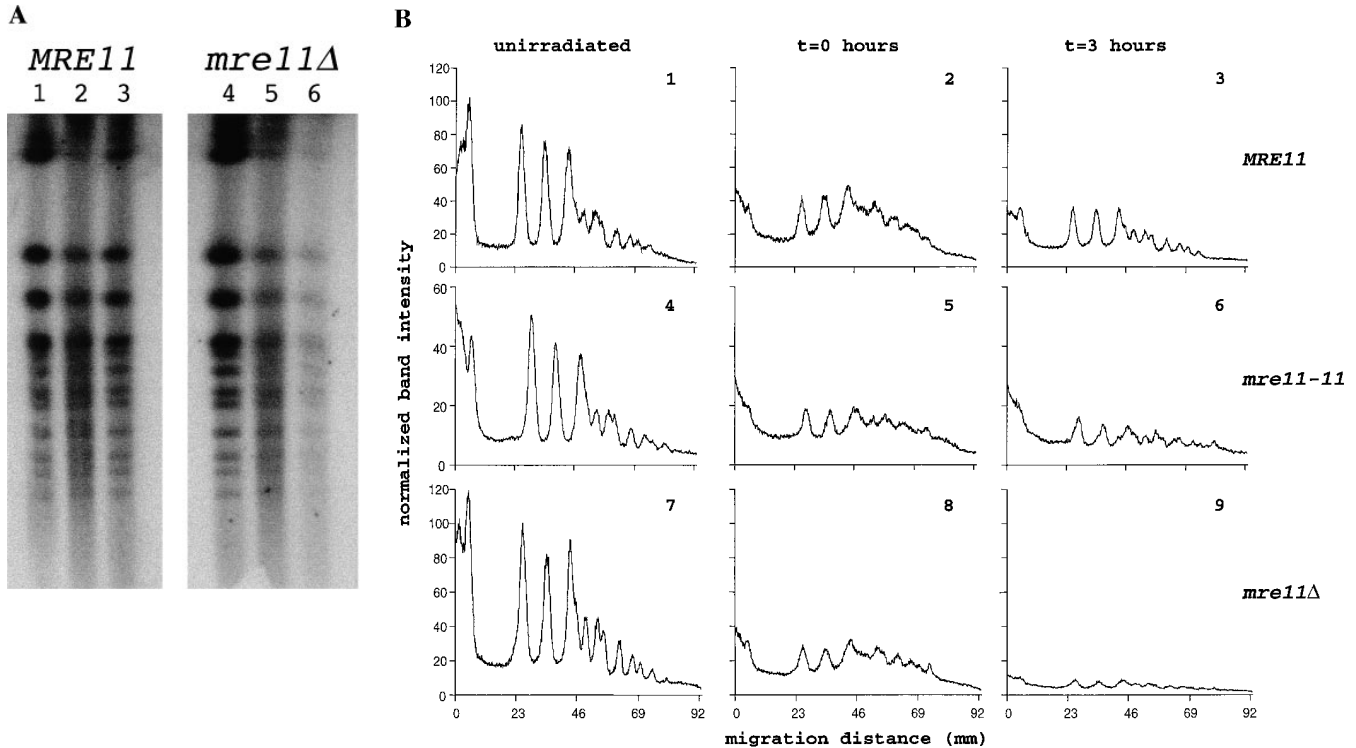 A
B
MRE11
mre11Δ
1 2 3
4 5 6
unirradiated
t=0 hours
t=3 hours
normalized band intensity
120
100
80
60
40
20
0
1
2
3
MRE11
60
40
20
0
4
5
6
mre11-11
120
100
80
60
40
20
0
7
8
9
mre11Δ
0 23 46 69 92
0 23 46 69 92
0 23 46 69 92
migration distance (mm)